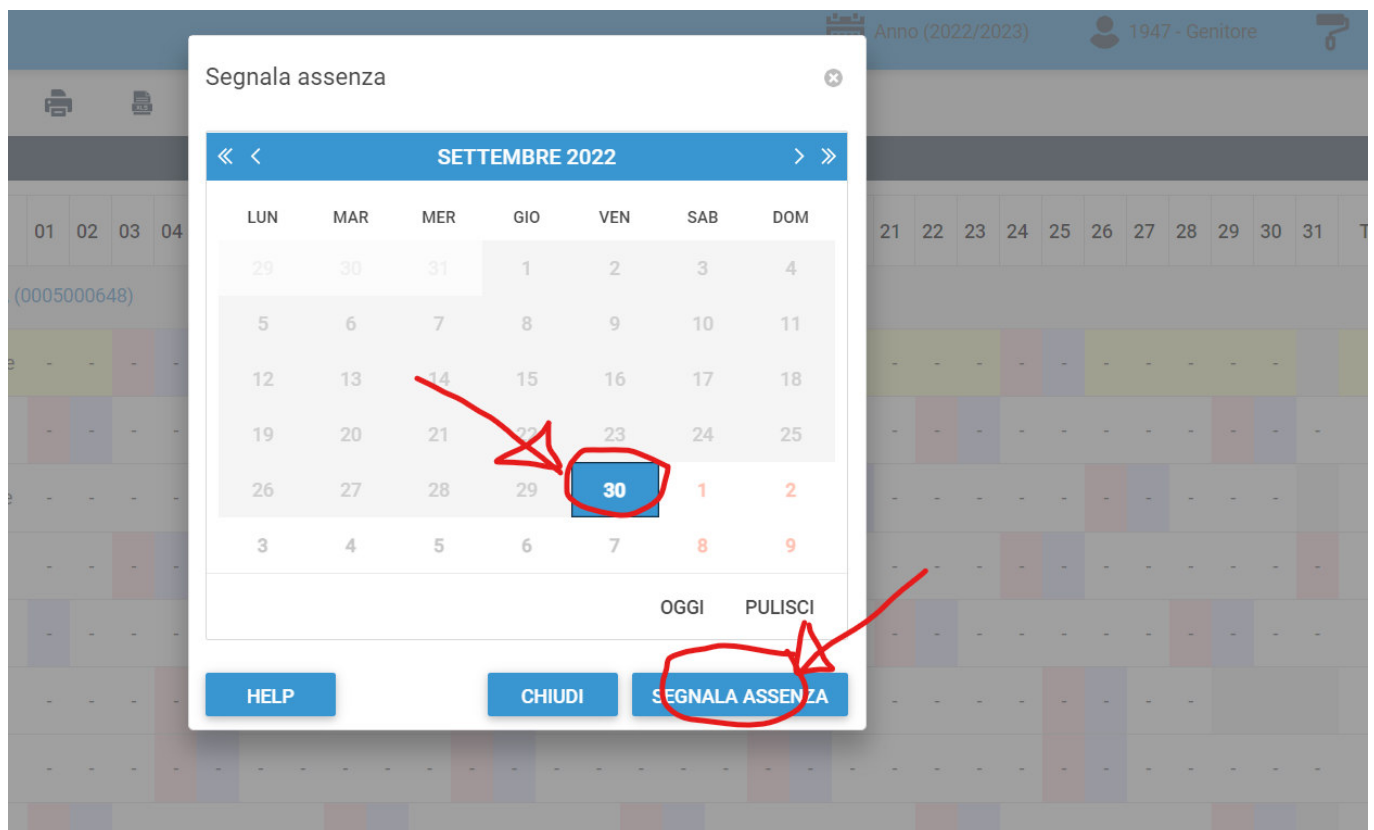 Anno (2022/2023) 1947 - Genitore
Segnala assenza
SETTEMBRE 2022
LUN MAR MER GIO VEN SAB DOM
01 02 03 04
21 22 23 24 25 26 27 28 29 30 31 T
29 30 31 1 2 3 4
(0005000648)
5 6 7 8 9 10 11
e - - - - - - - - - - - - - -
12 13 14 15 16 17 18
- - - - - - - - - - - - - - -
19 20 21 22 23 24 25
26 27 28 29 30 1 2
3 4 5 6 7 8 9
OGGI PULISCI
HELP CHIUDI SEGNALA ASSENZA